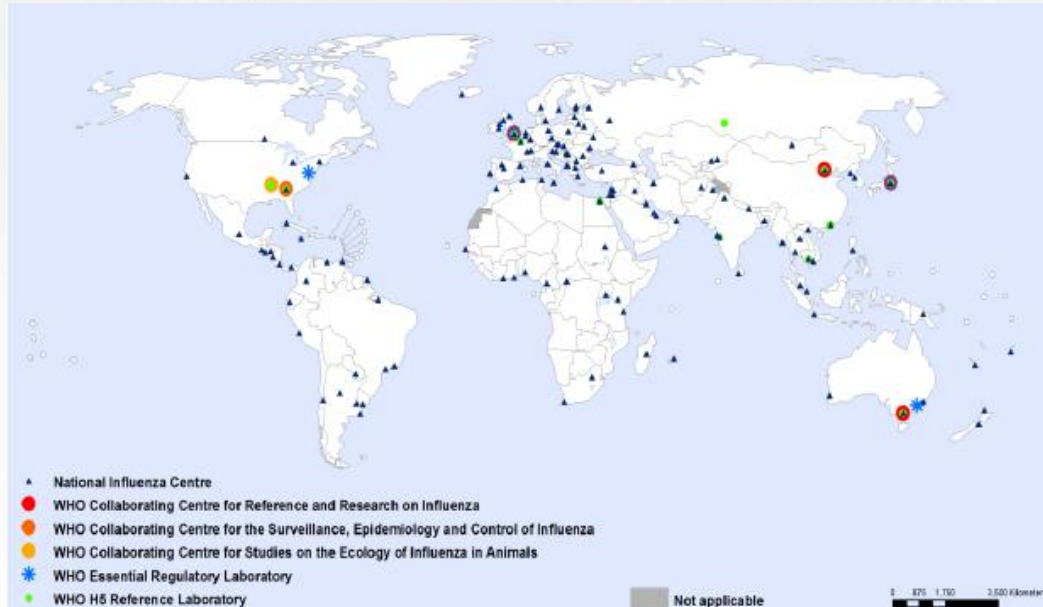 National Influenza Centre
WHO Collaborating Centre for Reference and Research on Influenza
WHO Collaborating Centre for the Surveillance, Epidemiology and Control of Influenza
WHO Collaborating Centre for Studies on the Ecology of Influenza in Animals
WHO Essential Regulatory Laboratory
WHO H5 Reference Laboratory
Not applicable
0 875 1,750 3,500 Kilometers